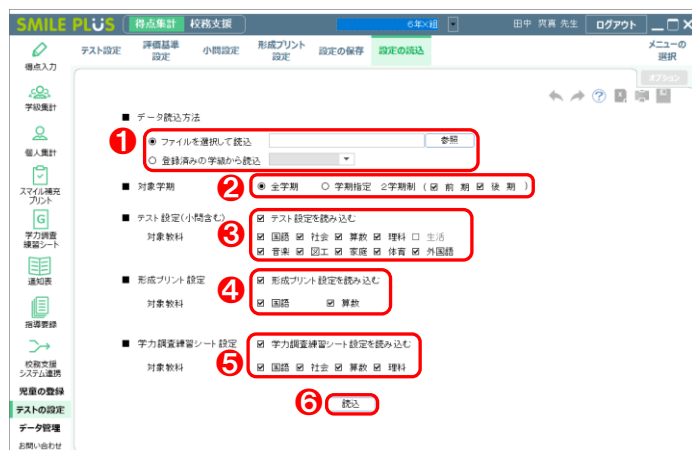 SMILE PLUS 得点集計 校務支援 6年×組 田中 爽真 先生 ログアウト
得点入力 テスト設定 評価基準設定 小問設定 形成プリント設定 設定の保存 設定の読込 メニューの選択
オプション
学級集計
■ データ読込方法
個人集計
1 ファイルを選択して読込 参照
登録済みの学級から読込
スマイル補充プリント
■ 対象学期 2 全学期 学期指定 2学期制 ( 前 期 後 期 )
学力調査練習シート
■ テスト設定(小問含む) 3 テスト設定を読み込む
対象教科 国語 社会 算数 理科 生活
音楽 図工 家庭 体育 外国語
通知表
■ 形成プリント設定 4 形成プリント設定を読み込む
対象教科 国語 算数
指導要録
■ 学力調査練習シート設定 5 学力調査練習シート設定を読み込む
対象教科 国語 社会 算数 理科
校務支援システム連携
児童の登録
6 読込
テストの設定
データ管理
お問い合わせ